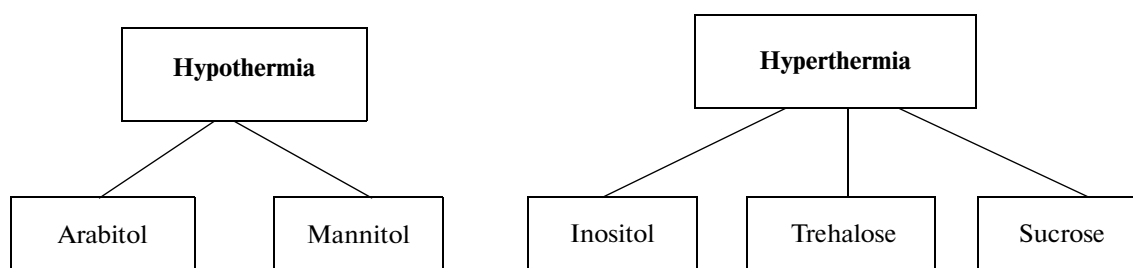 Hypothermia
Hyperthermia
Arabitol
Mannitol
Inositol
Trehalose
Sucrose